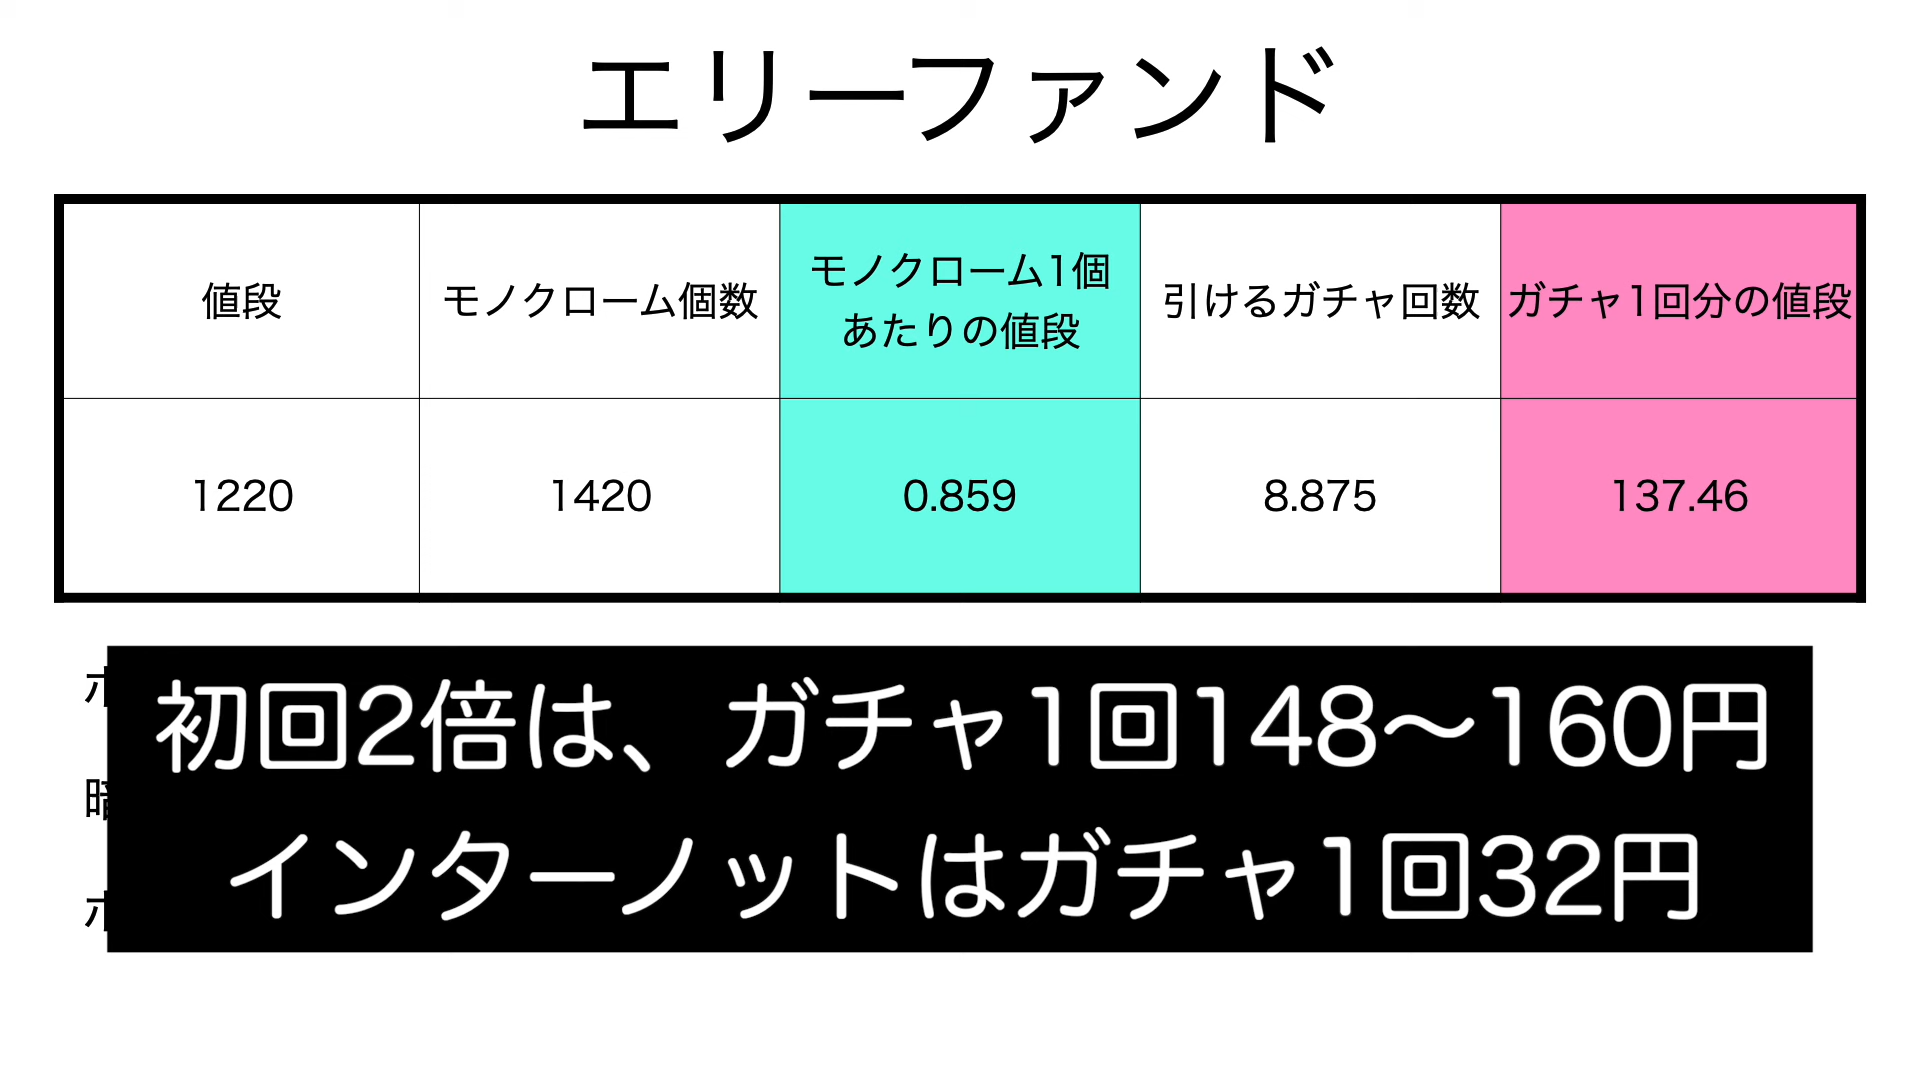 エリーファンド
値段
モノクローム個数
モノクローム1個
あたりの値段
引けるガチャ回数
ガチャ1回分の値段
1220
1420
0.859
8.875
137.46
初回2倍は、ガチャ1回148〜160円
インターノットはガチャ1回32円